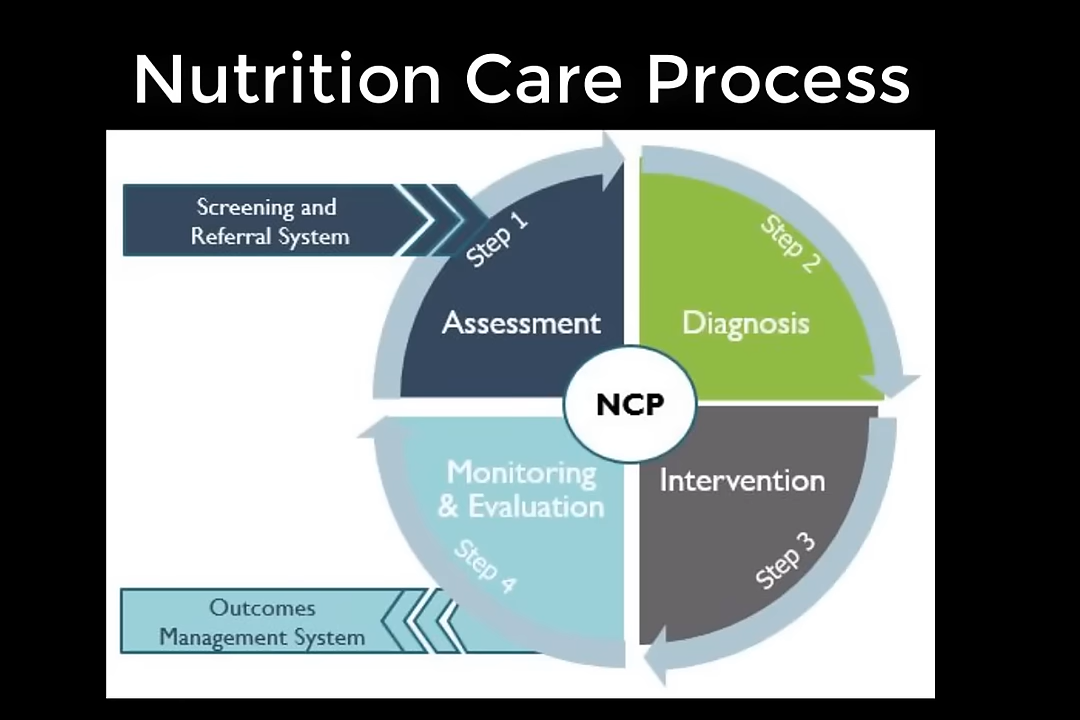 Nutrition Care Process
Screening and
Referral System
Step 1
Assessment
Step 2
Diagnosis
NCP
Monitoring
& Evaluation
Step 4
Intervention
Step 3
Outcomes
Management System